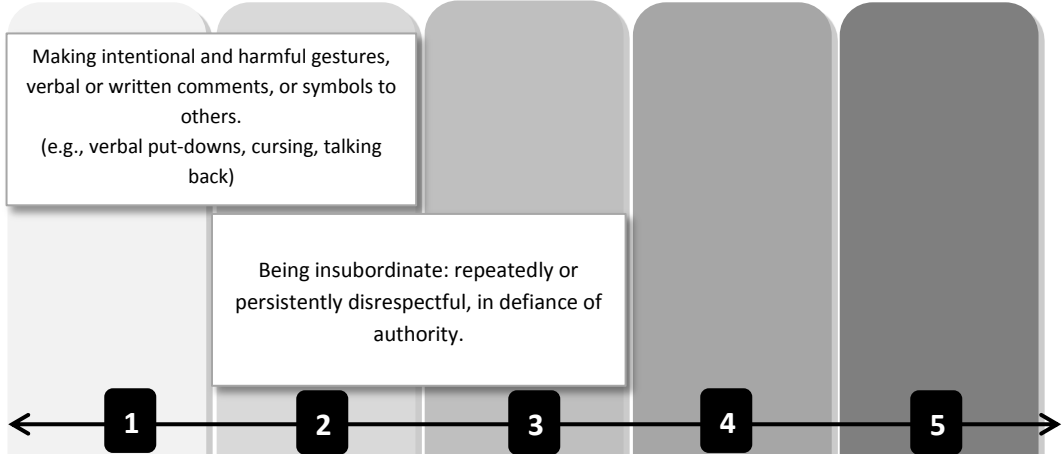 Making intentional and harmful gestures,
verbal or written comments, or symbols to
others.
(e.g., verbal put-downs, cursing, talking
back)
Being insubordinate: repeatedly or
persistently disrespectful, in defiance of
authority.
1 2 3 4 5